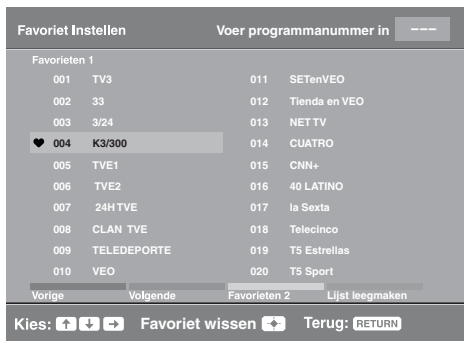 Favoriet Instellen Voer programmanummer in ---
Favorieten 1
001 TV3 011 SETenVEO
002 33 012 Tienda en VEO
003 3/24 013 NET TV
004 K3/300 014 CUATRO
005 TVE1 015 CNN+
006 TVE2 016 40 LATINO
007 24H TVE 017 la Sexta
008 CLAN TVE 018 Telecinco
009 TELEDEPORTE 019 T5 Estrellas
010 VEO 020 T5 Sport
Vorige Volgende Favorieten 2 Lijst leegmaken
Kies: Favoriet wissen Terug: RETURN